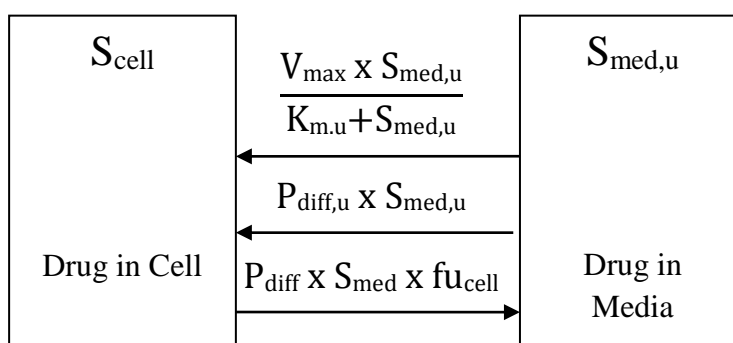 S_cell
V_max x S_med,u
K_m.u+S_med,u
S_med,u
P_diff,u x S_med,u
Drug in Cell
P_diff x S_med x fu_cell
Drug in
Media